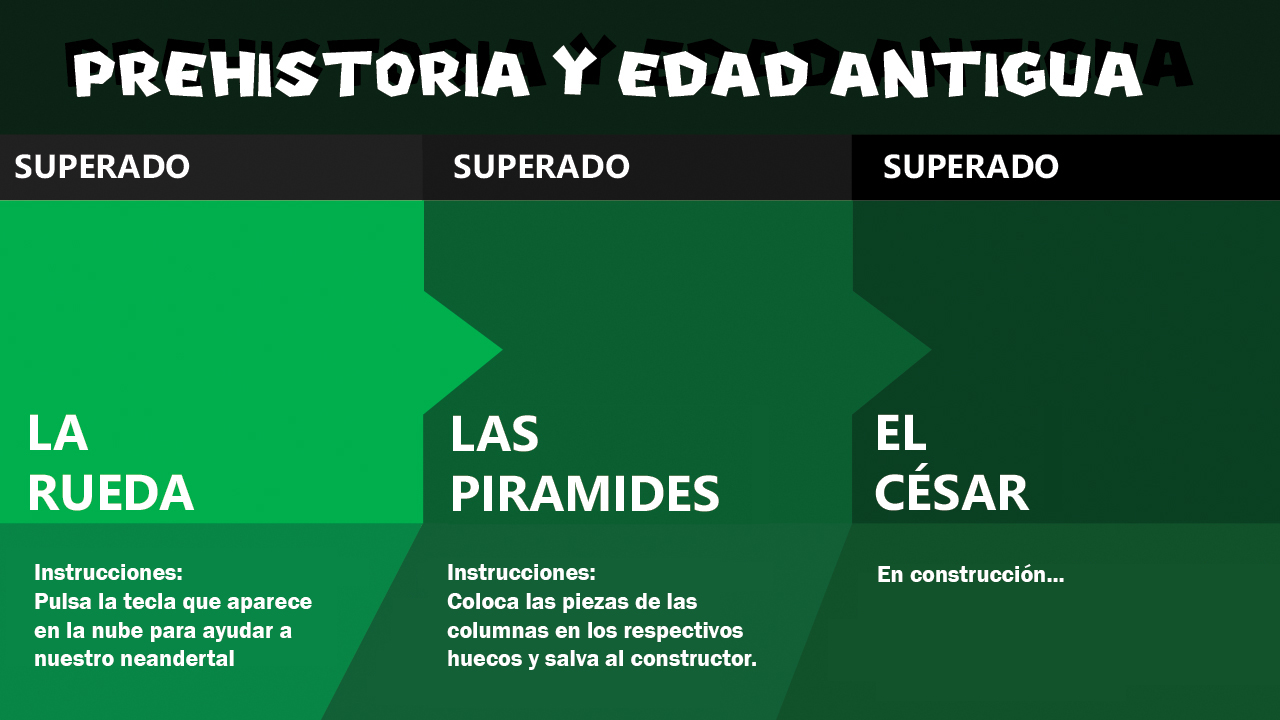 PREHISTORIA Y EDAD ANTIGUA
SUPERADO
SUPERADO
SUPERADO
LA
RUEDA
LAS
PIRAMIDES
EL
CÉSAR
Instrucciones:
Pulsa la tecla que aparece
en la nube para ayudar a
nuestro neandertal
Instrucciones:
Coloca las piezas de las
columnas en los respectivos
huecos y salva al constructor.
En construcción...